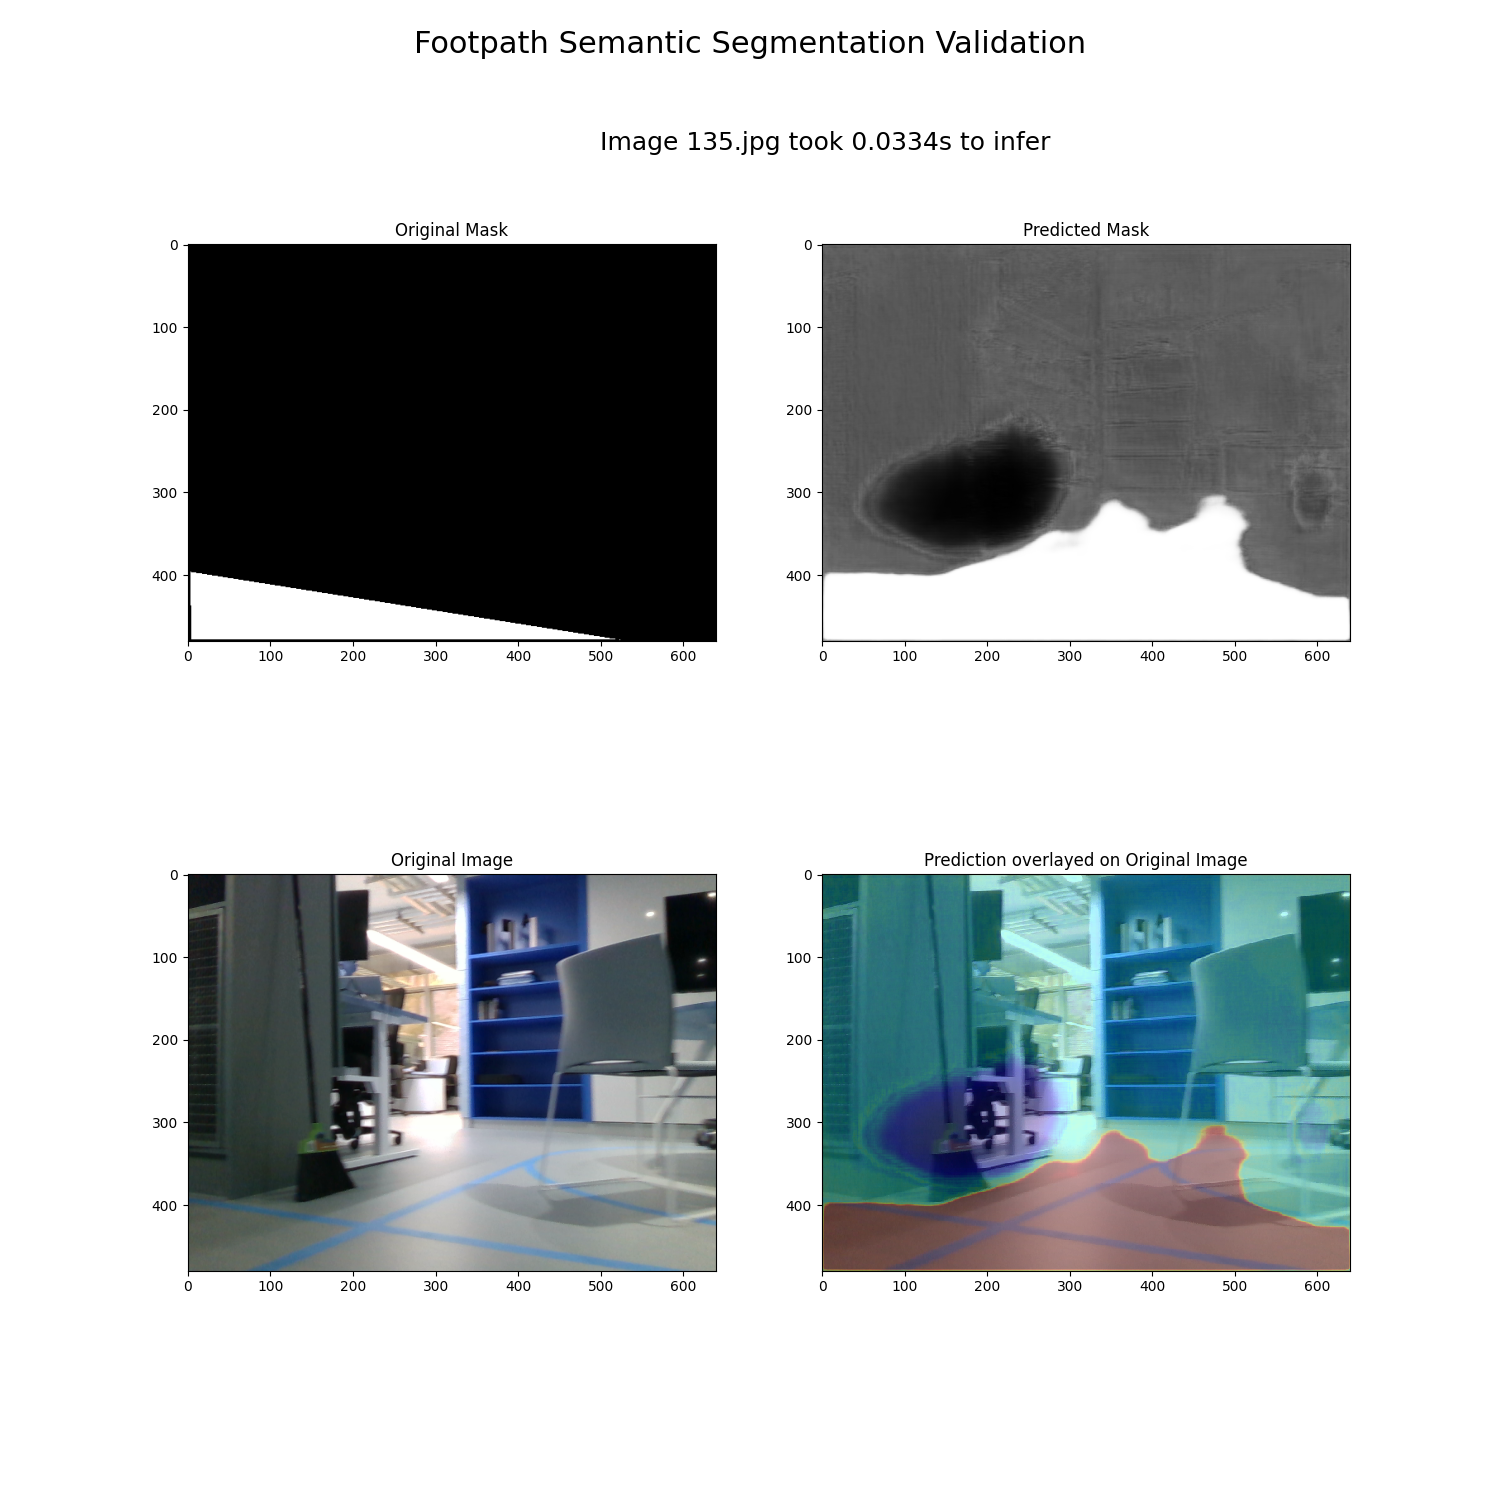 Footpath Semantic Segmentation Validation
Image 135.jpg took 0.0334s to infer
Original Mask
0
100
200
300
400
0 100 200 300 400 500 600
Predicted Mask
0
100
200
300
400
0 100 200 300 400 500 600
Original Image
0
100
200
300
400
0 100 200 300 400 500 600
Prediction overlayed on Original Image
0
100
200
300
400
0 100 200 300 400 500 600